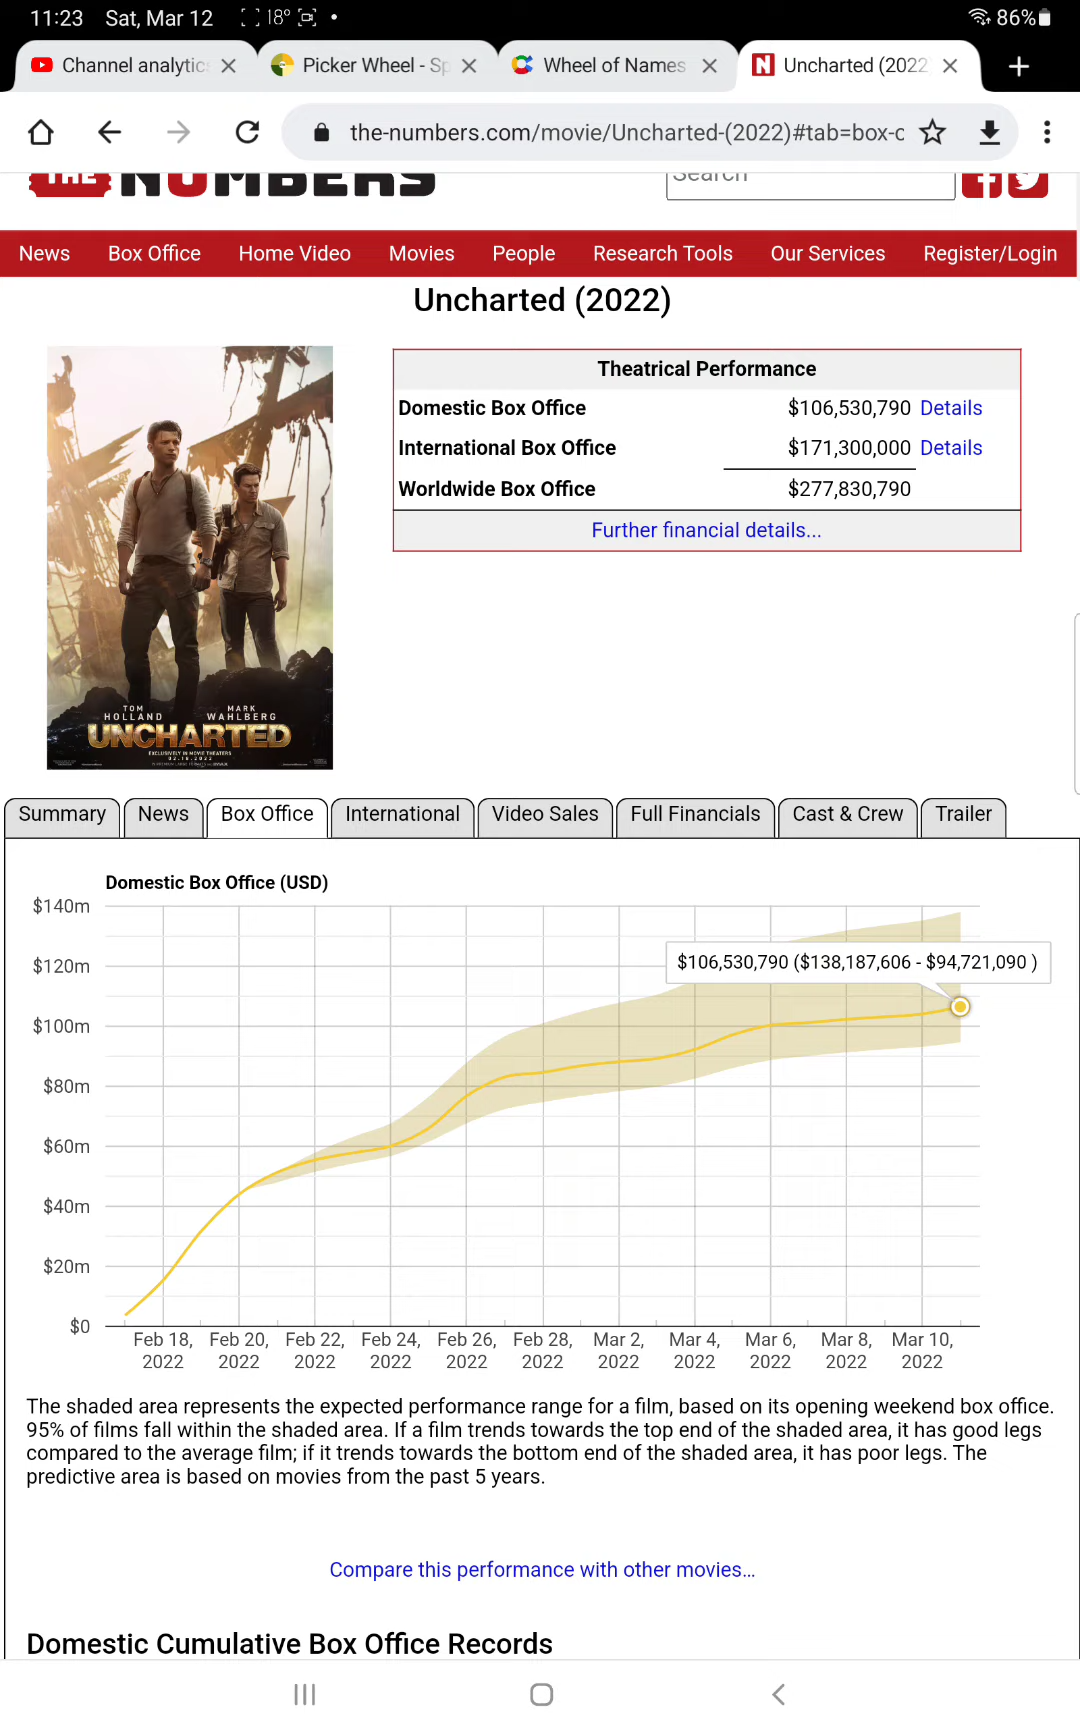 11:23 Sat, Mar 12 18° 86%
Channel analytic Picker Wheel - Sp Wheel of Names Uncharted (2022
the-numbers.com/movie/Uncharted-(2022)#tab=box-c
THE NUMBERS Search
News Box Office Home Video Movies People Research Tools Our Services Register/Login
Uncharted (2022)
Theatrical Performance
Domestic Box Office $106,530,790 Details
International Box Office $171,300,000 Details
Worldwide Box Office $277,830,790
Further financial details...
TOM HOLLAND MARK WAHLBERG
UNCHARTED
EXCLUSIVELY IN MOVIE THEATERS
02.18.2022
Summary News Box Office International Video Sales Full Financials Cast & Crew Trailer
Domestic Box Office (USD)
$140m
$120m
$100m
$80m
$60m
$40m
$20m
$0
$106,530,790 ($138,187,606 - $94,721,090 )
Feb 18, Feb 20, Feb 22, Feb 24, Feb 26, Feb 28, Mar 2, Mar 4, Mar 6, Mar 8, Mar 10,
2022 2022 2022 2022 2022 2022 2022 2022 2022 2022 2022
The shaded area represents the expected performance range for a film, based on its opening weekend box office.
95% of films fall within the shaded area. If a film trends towards the top end of the shaded area, it has good legs
compared to the average film; if it trends towards the bottom end of the shaded area, it has poor legs. The
predictive area is based on movies from the past 5 years.
Compare this performance with other movies...
Domestic Cumulative Box Office Records